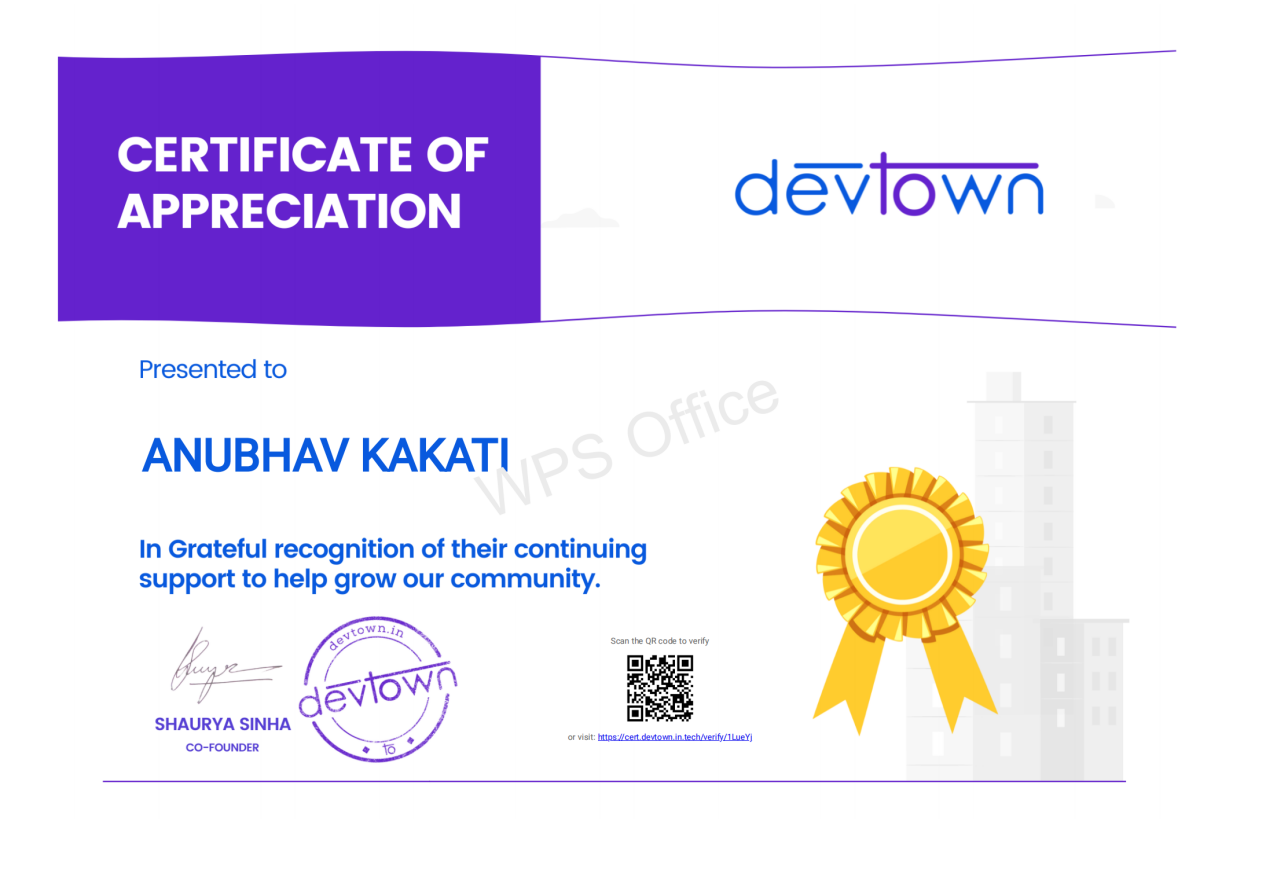 CERTIFICATE OF
APPRECIATION
devtown
Presented to
ANUBHAV KAKATI
WPS Office
In Grateful recognition of their continuing
support to help grow our community.
devtown.in
devtown
to
SHAURYA SINHA
CO-FOUNDER
Scan the QR code to verify
or visit: https://cert.devtown.in.tech/verify/1LueYj